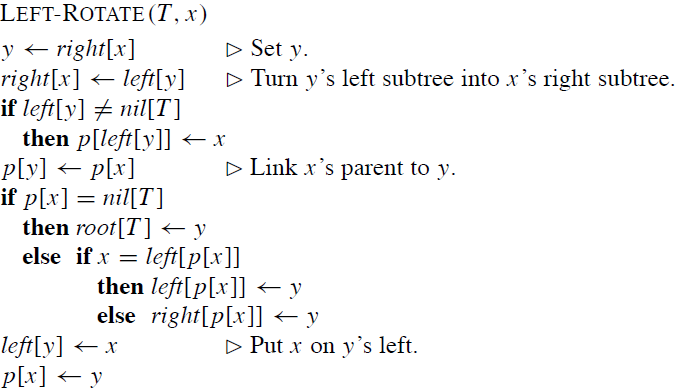 LEFT-ROTATE(T, x)
y ← right[x] ▷ Set y.
right[x] ← left[y] ▷ Turn y's left subtree into x's right subtree.
if left[y] ≠ nil[T]
then p[left[y]] ← x
p[y] ← p[x] ▷ Link x's parent to y.
if p[x] = nil[T]
then root[T] ← y
else if x = left[p[x]]
then left[p[x]] ← y
else right[p[x]] ← y
left[y] ← x ▷ Put x on y's left.
p[x] ← y